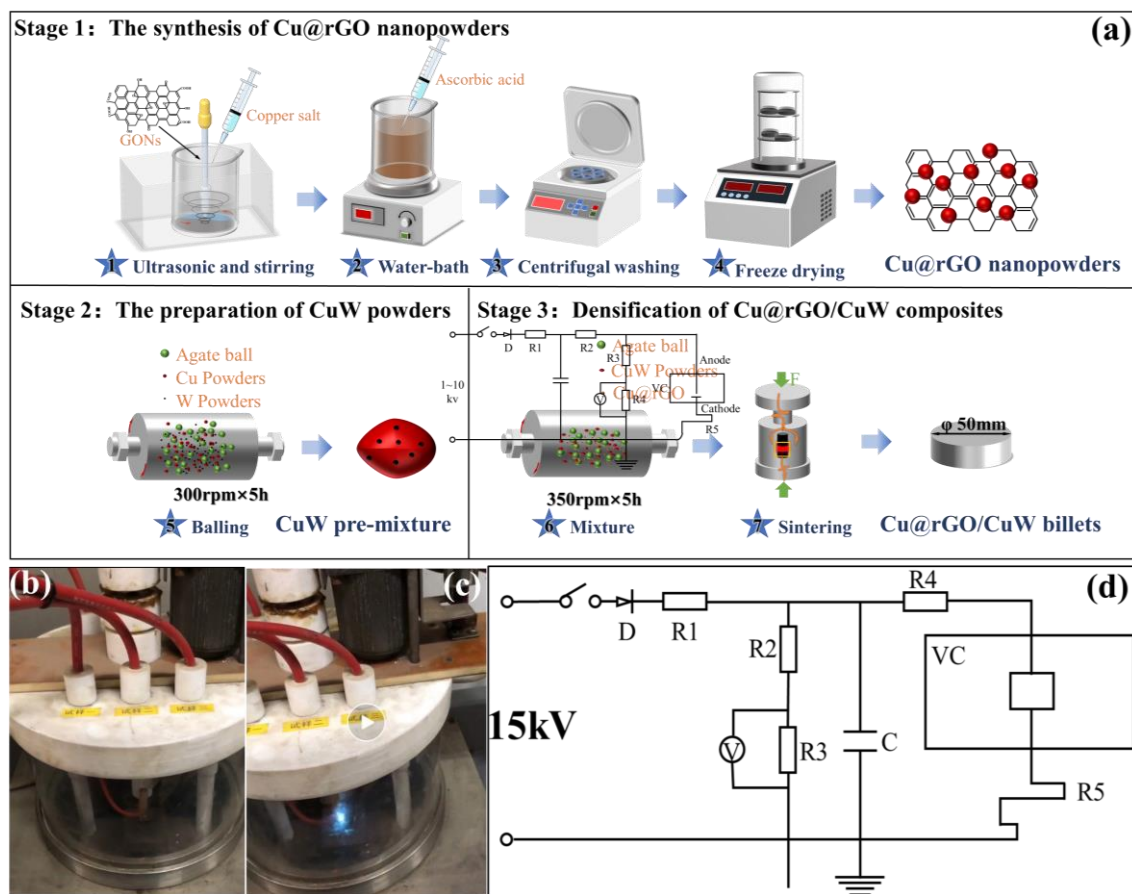 Stage 1: The synthesis of Cu@rGO nanopowders
(a)
GONs
Copper salt
Ascorbic acid
1 Ultrasonic and stirring
2 Water-bath
3 Centrifugal washing
4 Freeze drying
Cu@rGO nanopowders
Stage 2: The preparation of CuW powders
Agate ball
Cu Powders
W Powders
300rpm×5h
5 Balling
CuW pre-mixture
Stage 3: Densification of Cu@rGO/CuW composites
D
R1
R2
R3
R4
R5
V
VC
Anode
Cathode
1~10
kv
Agate ball
CuW Powders
Cu@rGO
350rpm×5h
6 Mixture
F
7 Sintering
φ 50mm
Cu@rGO/CuW billets
(b)
(c)
(d)
15kV
D
R1
R2
R3
V
C
R4
VC
R5